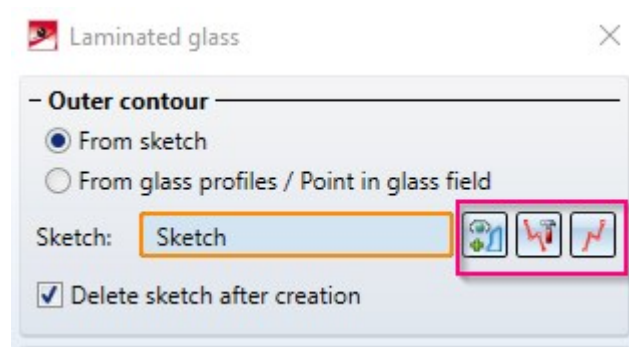 Laminated glass
Outer contour
From sketch
From glass profiles / Point in glass field
Sketch: Sketch
Delete sketch after creation